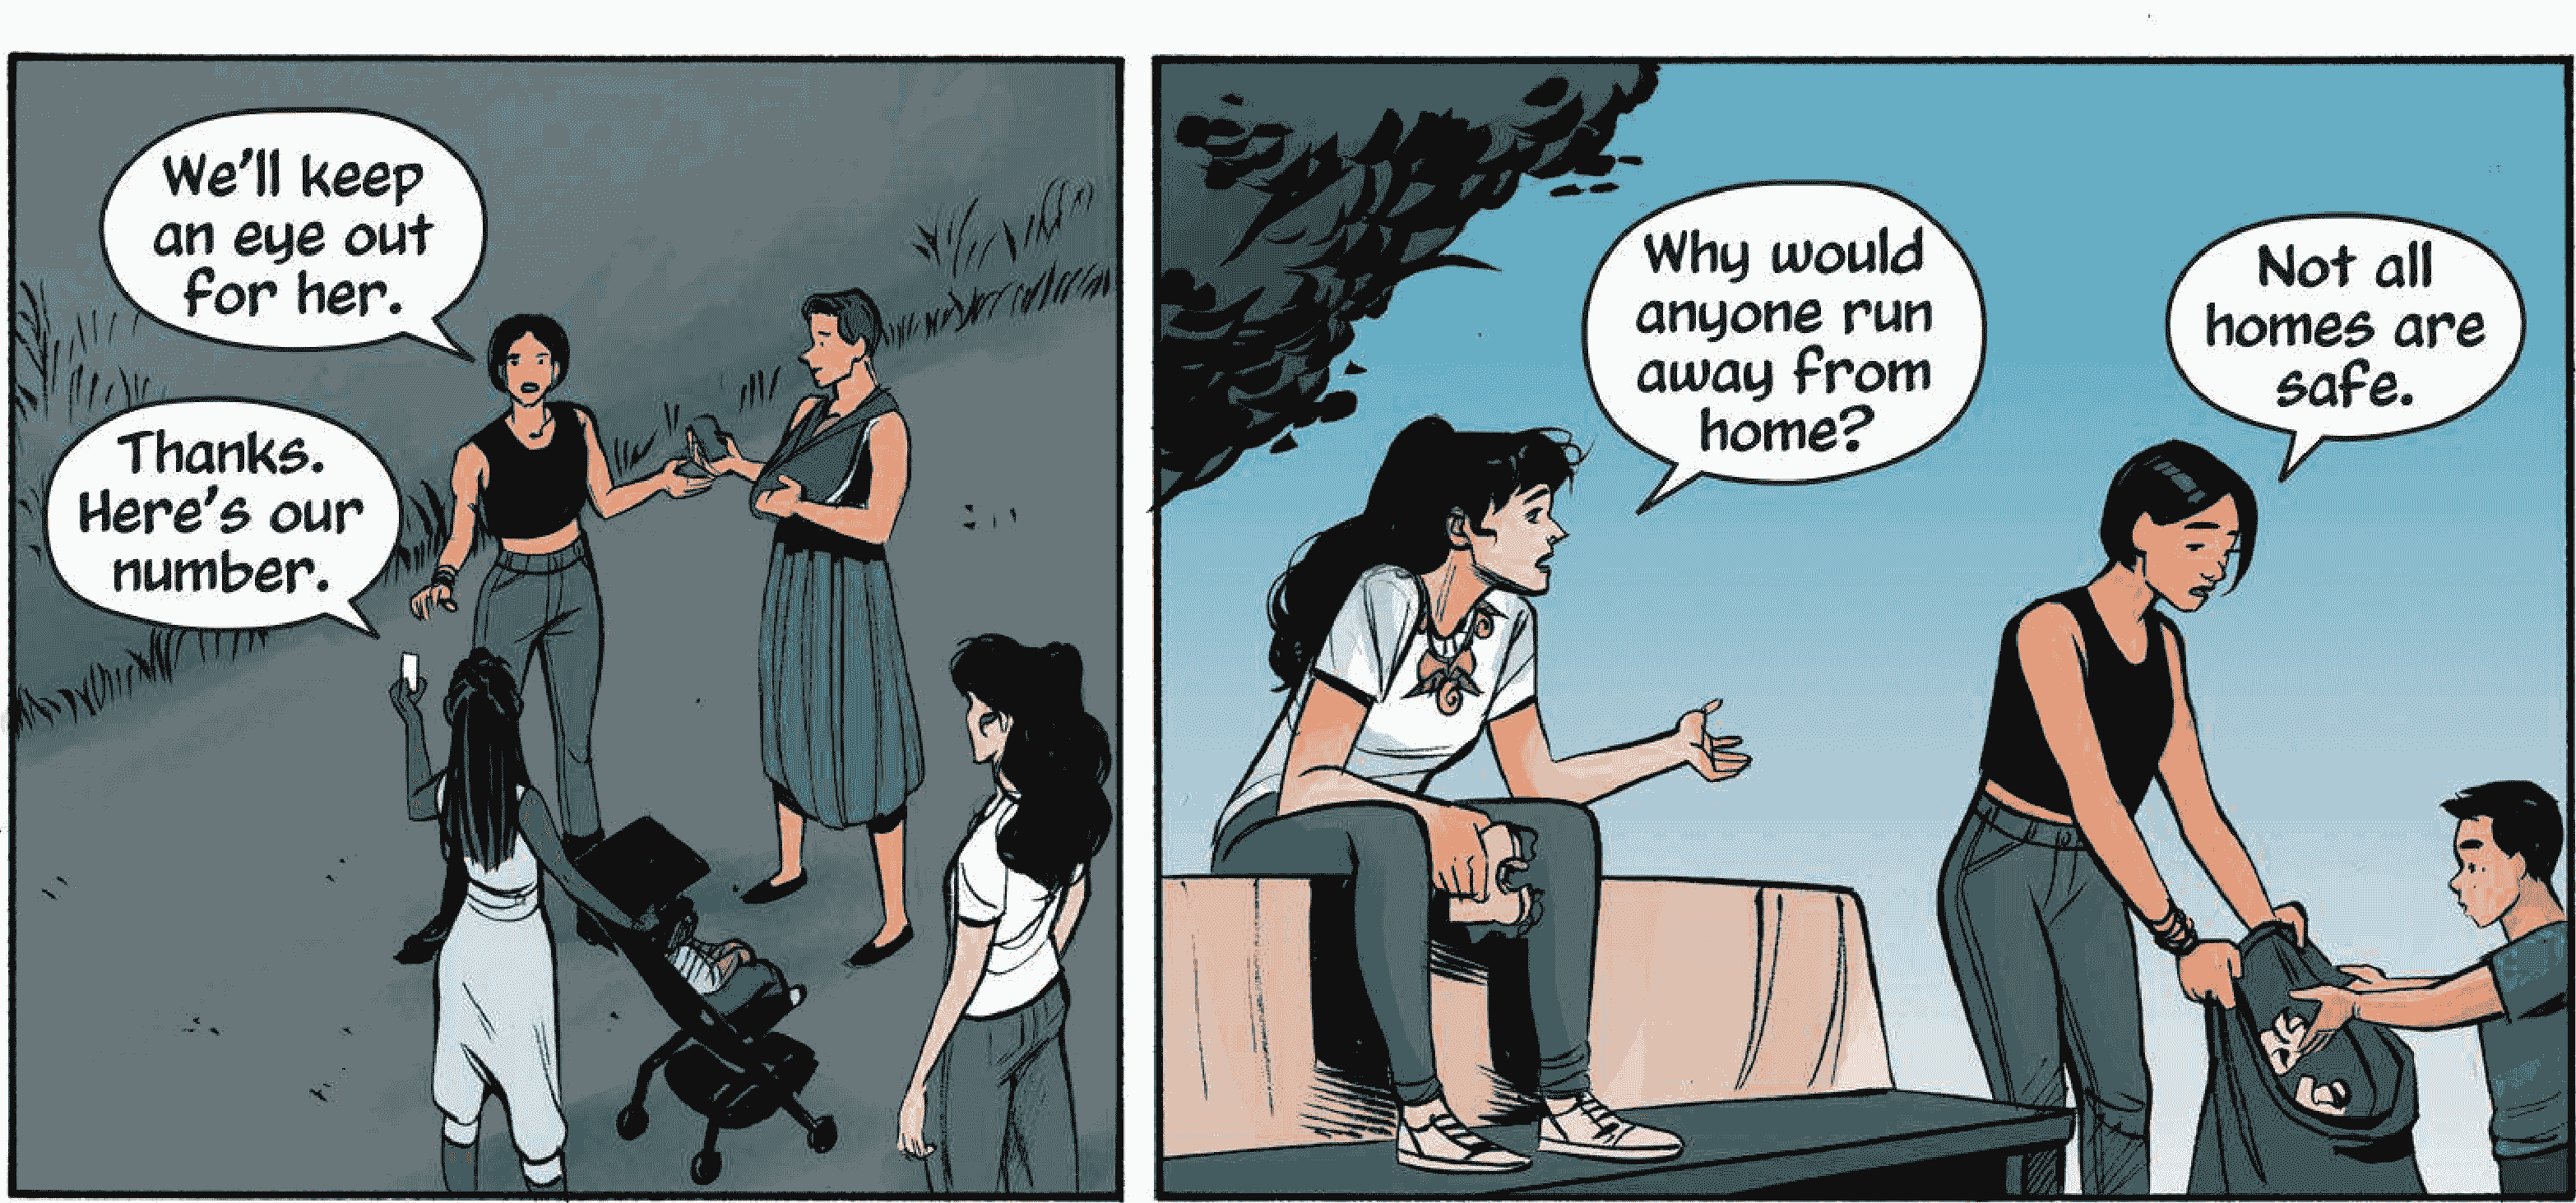 We'll keep
an eye out
for her.
Thanks.
Here's our
number.
Why would
anyone run
away from
home?
Not all
homes are
safe.